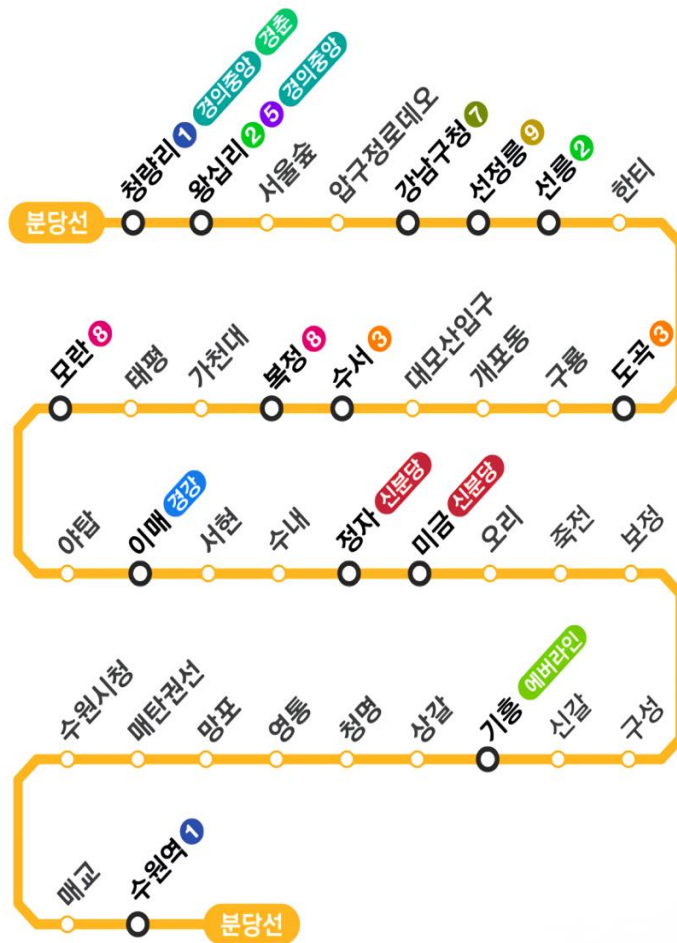 분당선
청량리 1 경의중앙 경춘
왕십리 2 5 경의중앙
서울숲
압구정로데오
강남구청 7
선정릉 9
선릉 2
한티
모란 8
태평
가천대
복정 8
수서 3
대모산입구
개포동
구룡
도곡 3
야탑
이매 경강
서현
수내
정자 신분당
미금 신분당
오리
죽전
보정
수원시청
매탄권선
망포
영통
청명
상갈
기흥 에버라인
신갈
구성
매교
수원역 1
분당선